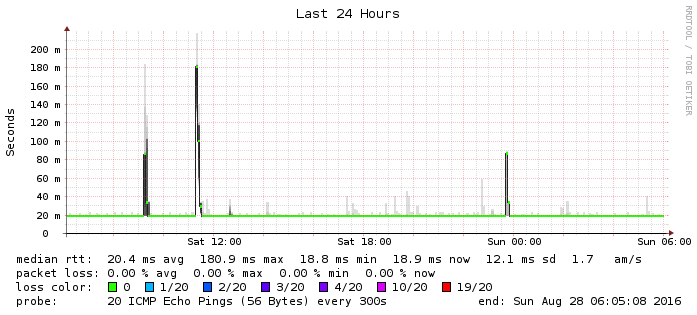 Last 24 Hours
RRDTOOL / TOBI OETIKER
Seconds
200 m
180 m
160 m
140 m
120 m
100 m
80 m
60 m
40 m
20 m
0
Sat 12:00 Sat 18:00 Sun 00:00 Sun 06:00
median rtt: 20.4 ms avg 180.9 ms max 18.8 ms min 18.9 ms now 12.1 ms sd 1.7 am/s
packet loss: 0.00 % avg 0.00 % max 0.00 % min 0.00 % now
loss color: 0 1/20 2/20 3/20 4/20 10/20 19/20
probe: 20 ICMP Echo Pings (56 Bytes) every 300s end: Sun Aug 28 06:05:08 2016